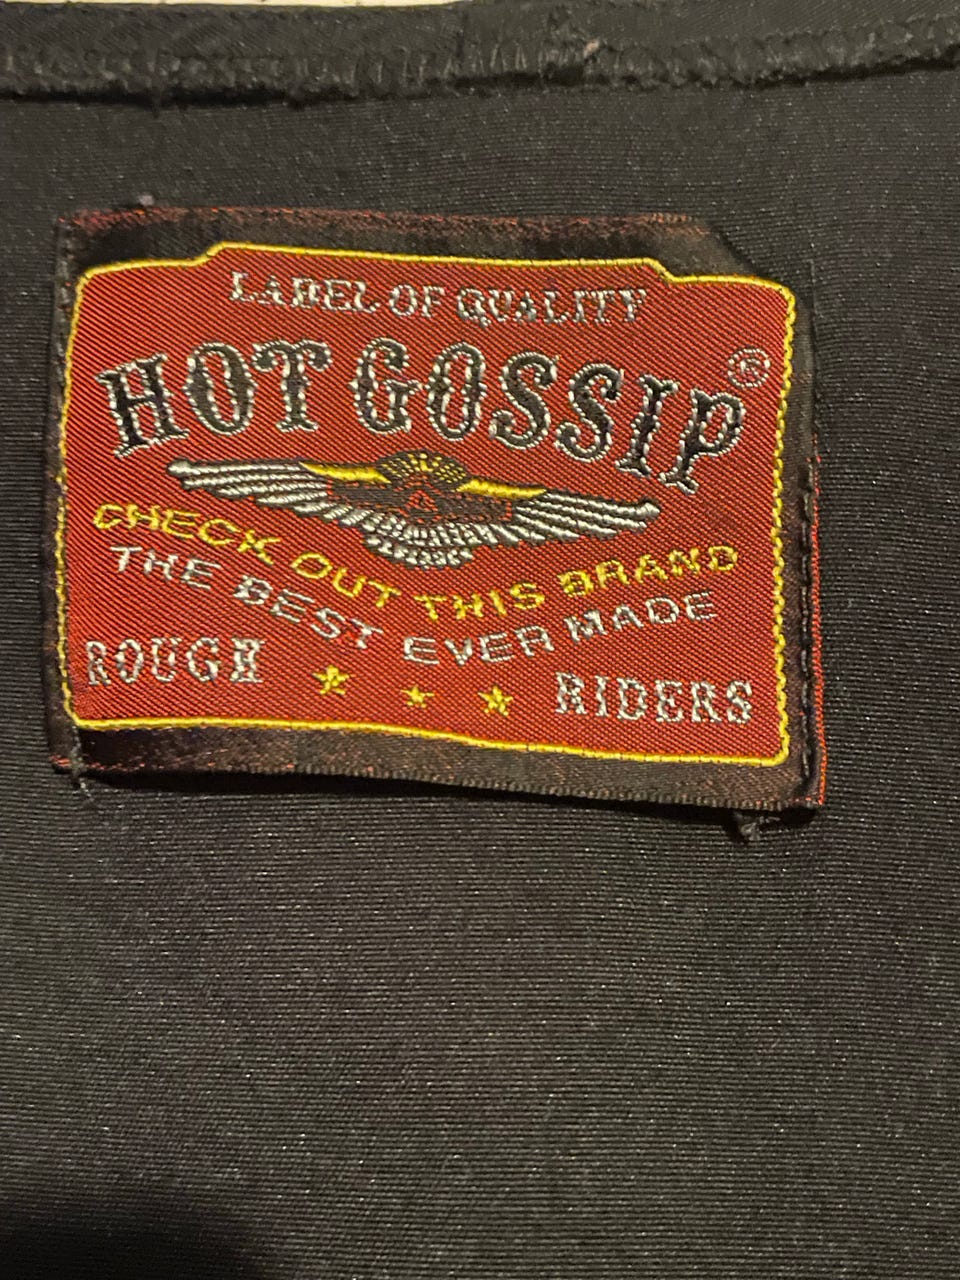 LABEL OF QUALITY
HOT GOSSIP ®
CHECK OUT THIS BRAND
THE BEST EVER MADE
ROUGH RIDERS